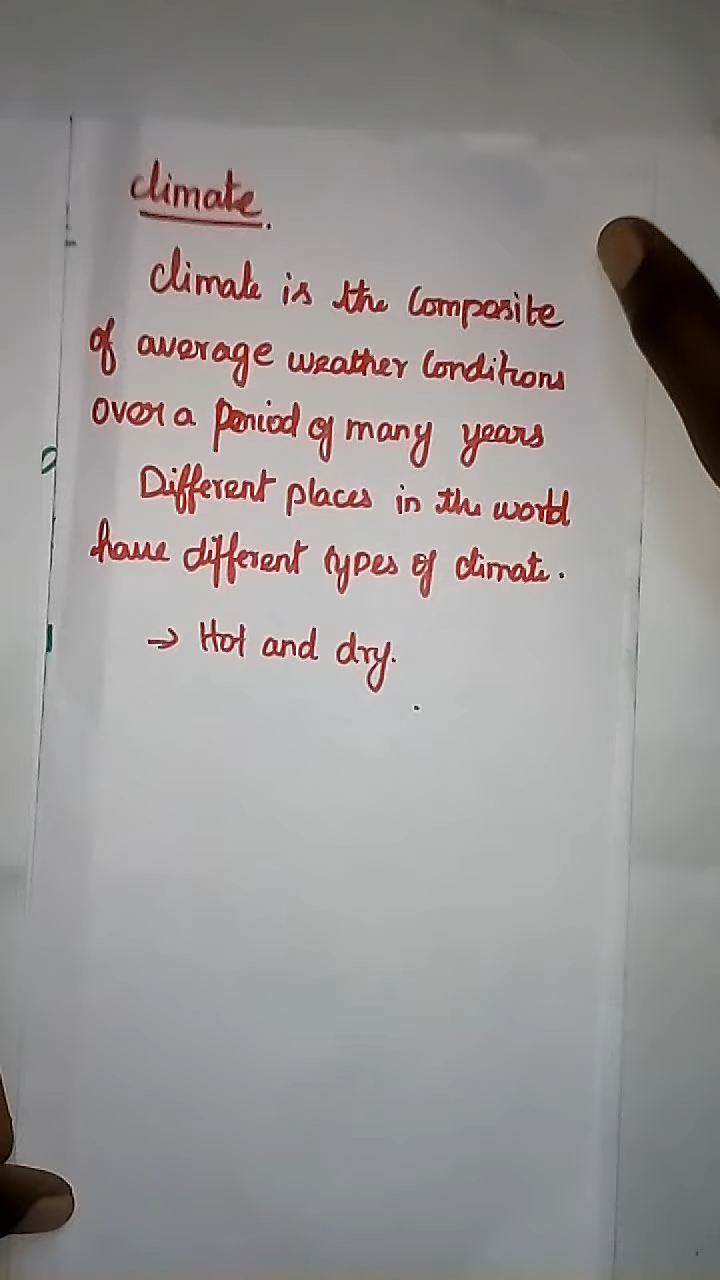 climate.
climate is the composite
of average weather conditions
over a period of many years
Different places in the world
have different types of climate.
→ Hot and dry.